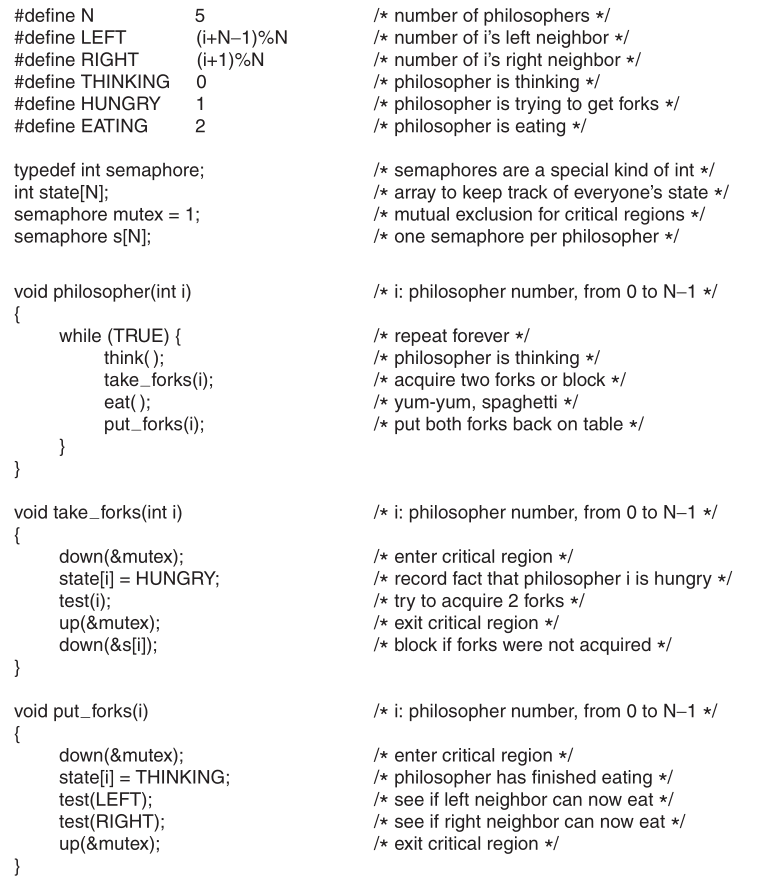 #define N 5 /* number of philosophers */
#define LEFT (i+N−1)%N /* number of i’s left neighbor */
#define RIGHT (i+1)%N /* number of i’s right neighbor */
#define THINKING 0 /* philosopher is thinking */
#define HUNGRY 1 /* philosopher is trying to get forks */
#define EATING 2 /* philosopher is eating */
typedef int semaphore; /* semaphores are a special kind of int */
int state[N]; /* array to keep track of everyone’s state */
semaphore mutex = 1; /* mutual exclusion for critical regions */
semaphore s[N]; /* one semaphore per philosopher */
void philosopher(int i) /* i: philosopher number, from 0 to N−1 */
{
while (TRUE) { /* repeat forever */
think( ); /* philosopher is thinking */
take_forks(i); /* acquire two forks or block */
eat( ); /* yum-yum, spaghetti */
put_forks(i); /* put both forks back on table */
}
}
void take_forks(int i) /* i: philosopher number, from 0 to N−1 */
{
down(&mutex); /* enter critical region */
state[i] = HUNGRY; /* record fact that philosopher i is hungry */
test(i); /* try to acquire 2 forks */
up(&mutex); /* exit critical region */
down(&s[i]); /* block if forks were not acquired */
}
void put_forks(i) /* i: philosopher number, from 0 to N−1 */
{
down(&mutex); /* enter critical region */
state[i] = THINKING; /* philosopher has finished eating */
test(LEFT); /* see if left neighbor can now eat */
test(RIGHT); /* see if right neighbor can now eat */
up(&mutex); /* exit critical region */
}